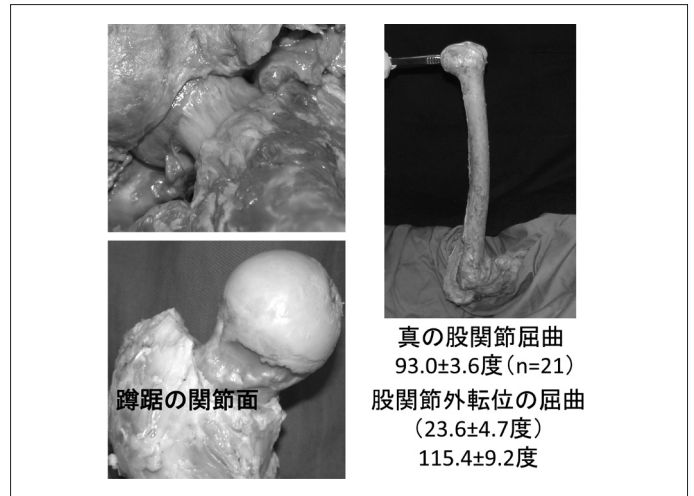 蹲踞の関節面
真の股関節屈曲
93.0±3.6度（n=21）
股関節外転位の屈曲
（23.6±4.7度）
115.4±9.2度